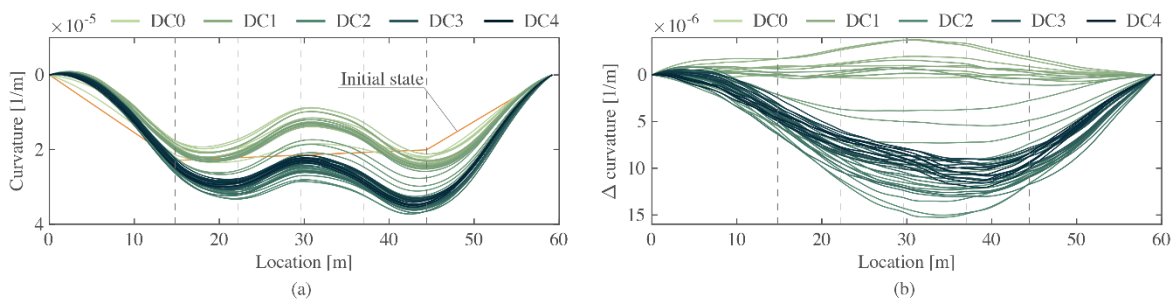 ×10⁻⁵ DC0 DC1 DC2 DC3 DC4
0
2
4
Curvature [1/m]
Initial state
0 10 20 30 40 50 60
Location [m]
(a)
×10⁻⁶ DC0 DC1 DC2 DC3 DC4
0
5
10
15
Δ curvature [1/m]
0 10 20 30 40 50 60
Location [m]
(b)